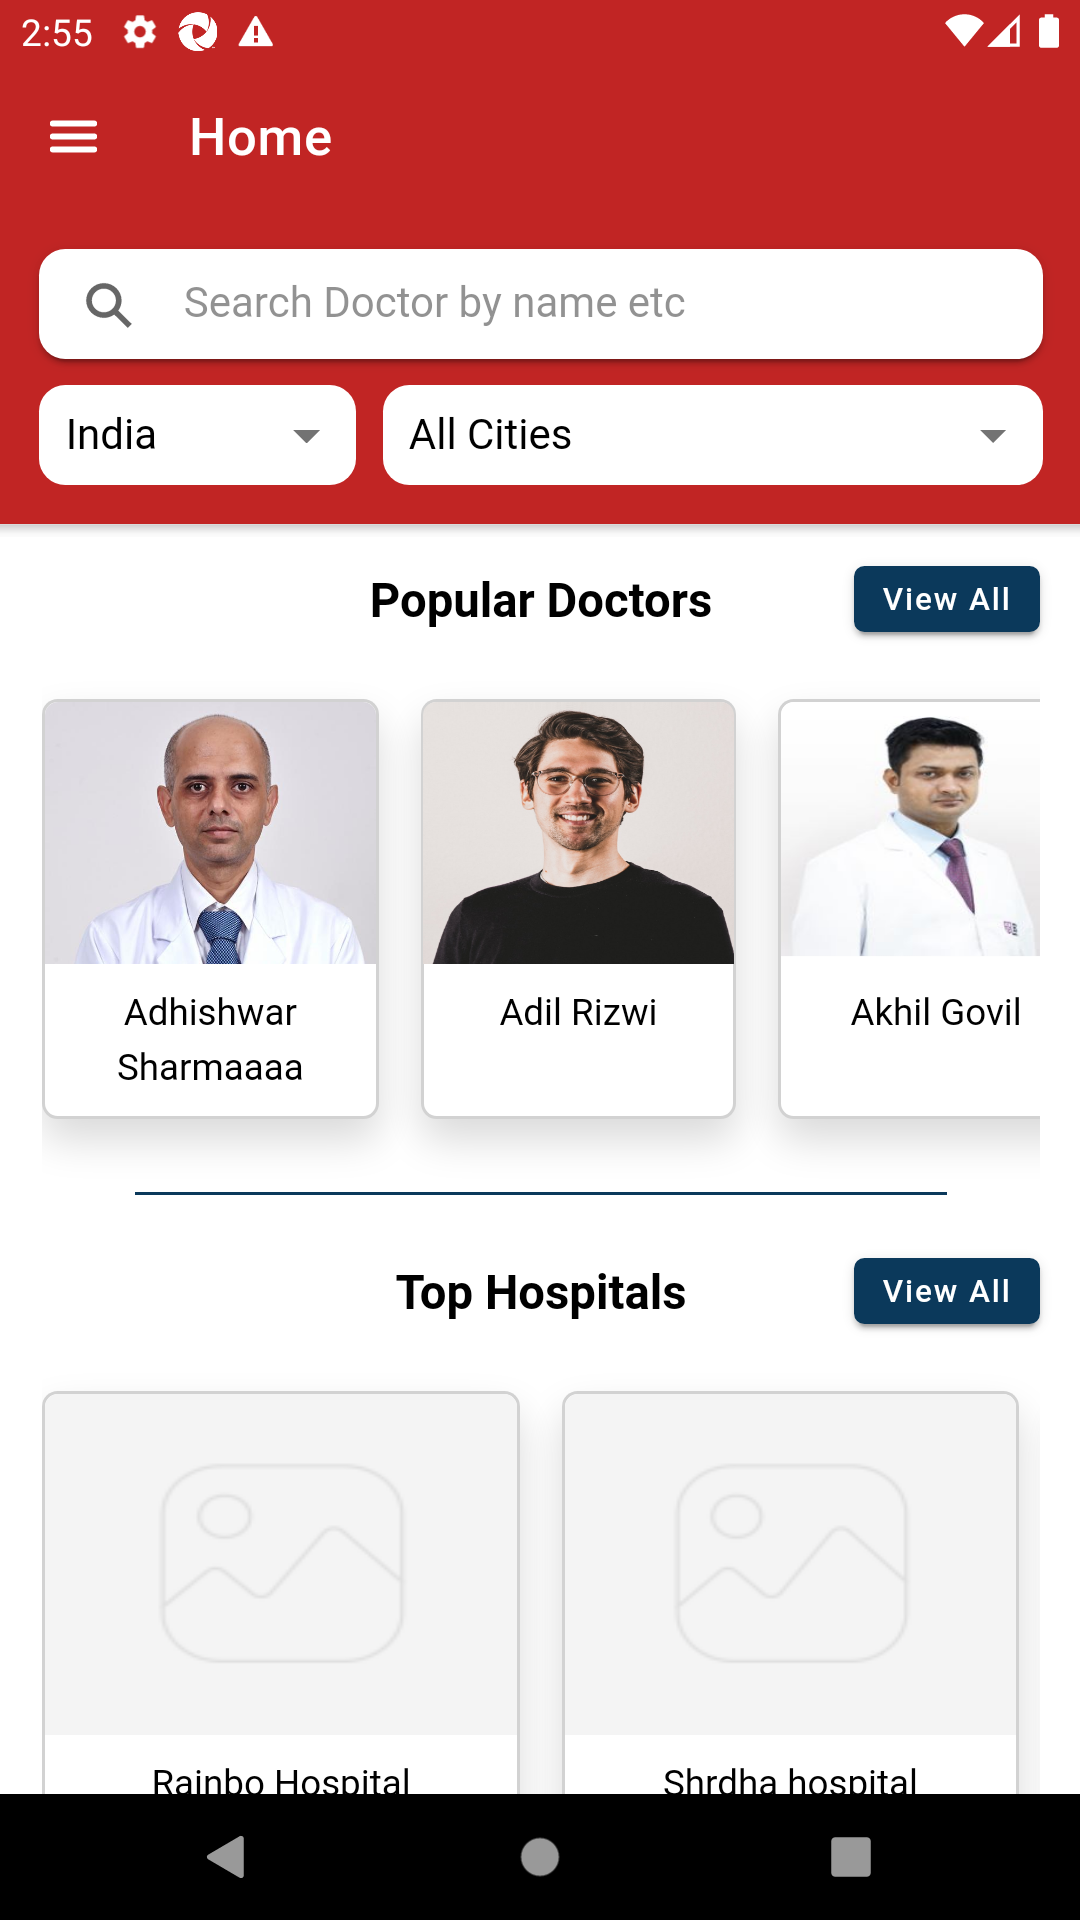 2:55
Home
Search Doctor by name etc
India
All Cities
Popular Doctors
View All
Adhishwar
Sharmaaaa
Adil Rizwi
Akhil Govil
Top Hospitals
View All
Rainbo Hospital
Shrdha hospital